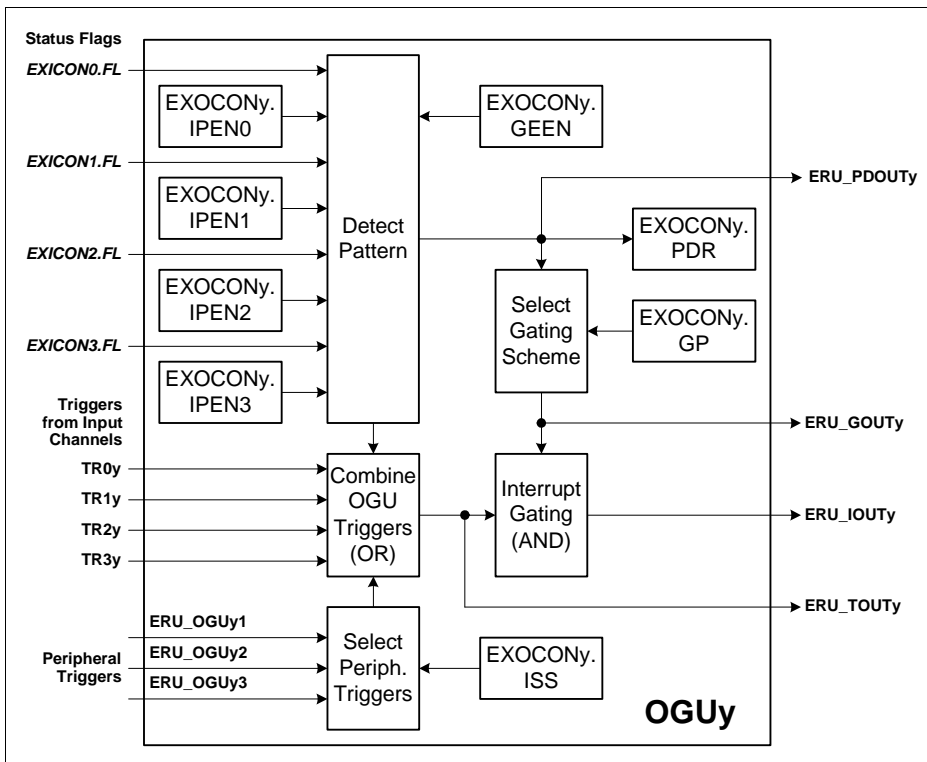 Status Flags
EXICON0.FL
EXOCONy.
IPEN0
EXOCONy.
GEEN
EXICON1.FL
ERU_PDOUTy
EXOCONy.
IPEN1
Detect
Pattern
EXOCONy.
PDR
EXICON2.FL
EXOCONy.
IPEN2
Select
Gating
Scheme
EXOCONy.
GP
EXICON3.FL
EXOCONy.
IPEN3
Triggers
from Input
Channels
ERU_GOUTy
TR0y
TR1y
TR2y
TR3y
Combine
OGU
Triggers
(OR)
Interrupt
Gating
(AND)
ERU_IOUTy
ERU_TOUTy
Peripheral
Triggers
ERU_OGUy1
ERU_OGUy2
ERU_OGUy3
Select
Periph.
Triggers
EXOCONy.
ISS
OGUy